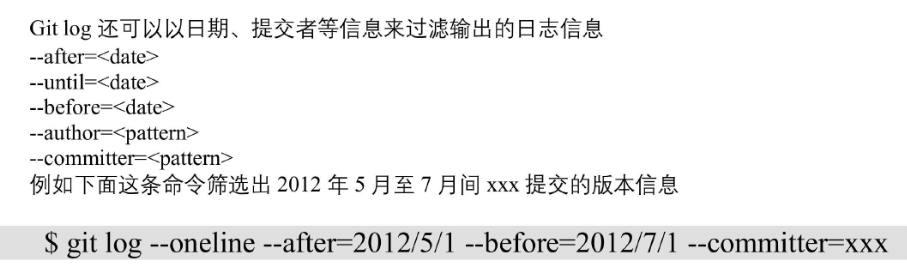 Git log 还可以以日期、提交者等信息来过滤输出的日志信息
--after=<date>
--until=<date>
--before=<date>
--author=<pattern>
--committer=<pattern>
例如下面这条命令筛选出 2012 年 5 月至 7 月间 xxx 提交的版本信息
$ git log --oneline --after=2012/5/1 --before=2012/7/1 --committer=xxx